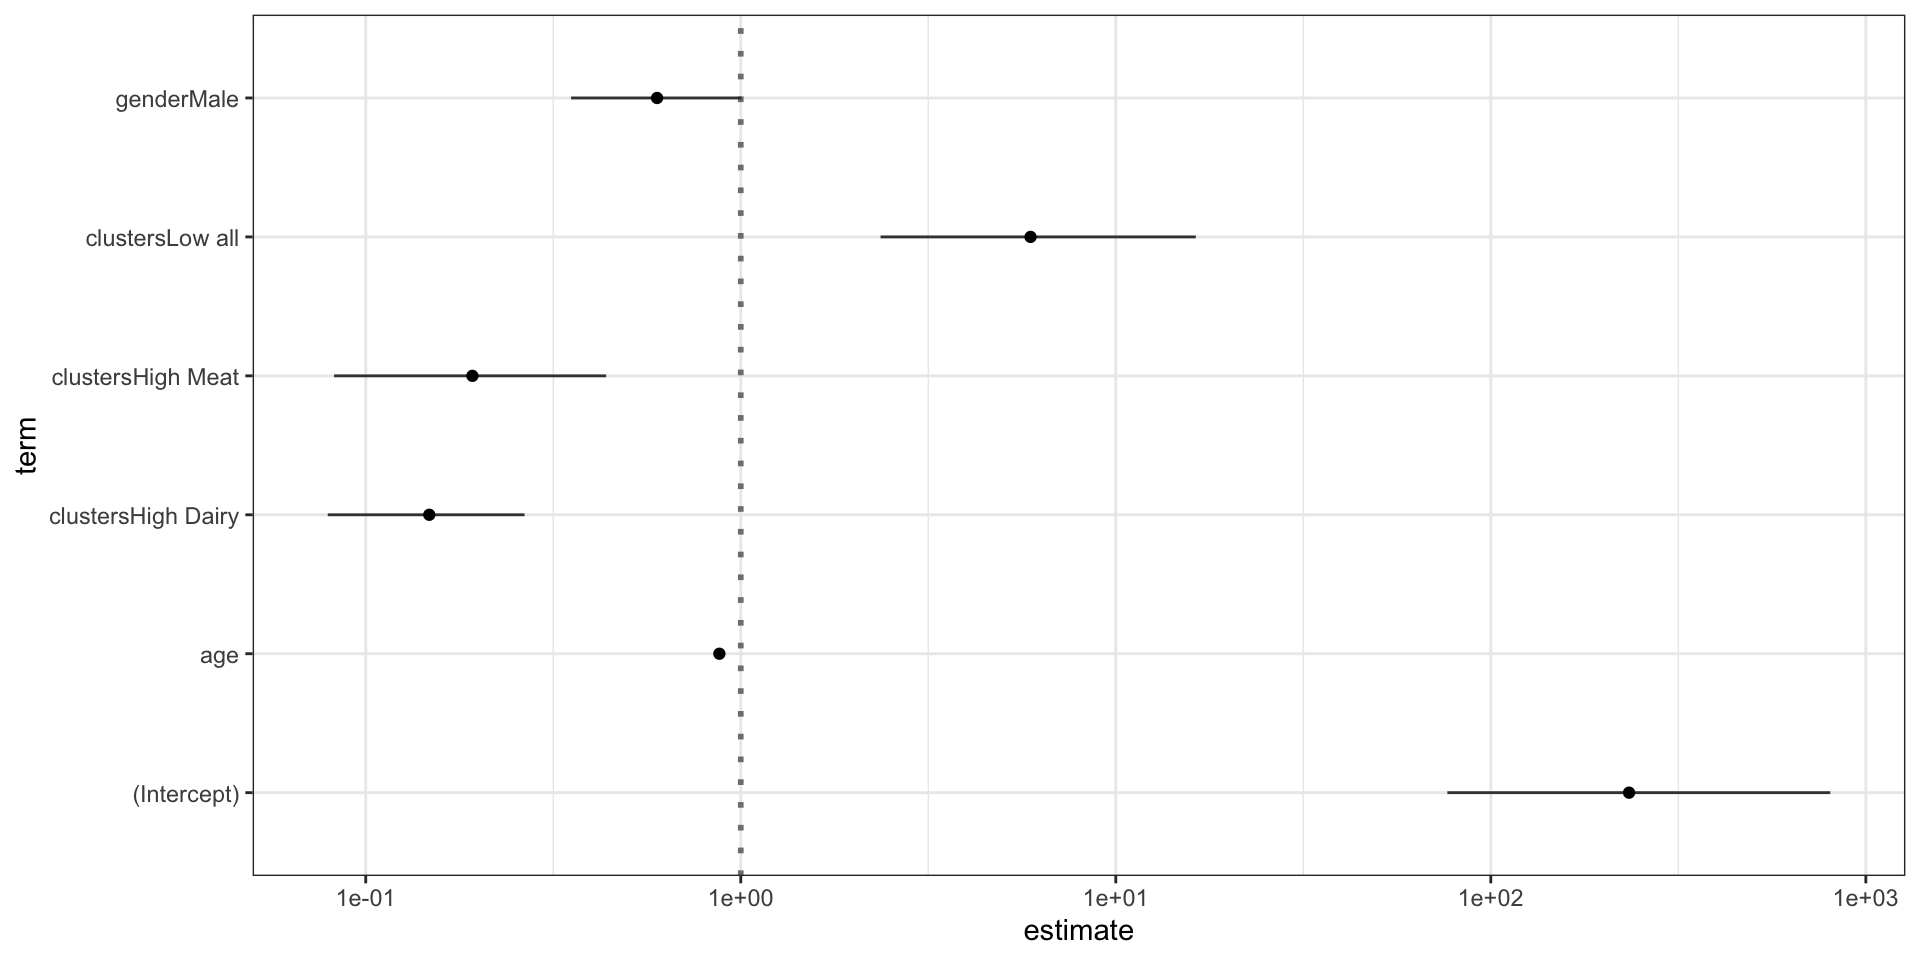 genderMale
clustersLow all
clustersHigh Meat
clustersHigh Dairy
age
(Intercept)
term
1e-01 1e+00 1e+01 1e+02 1e+03
estimate